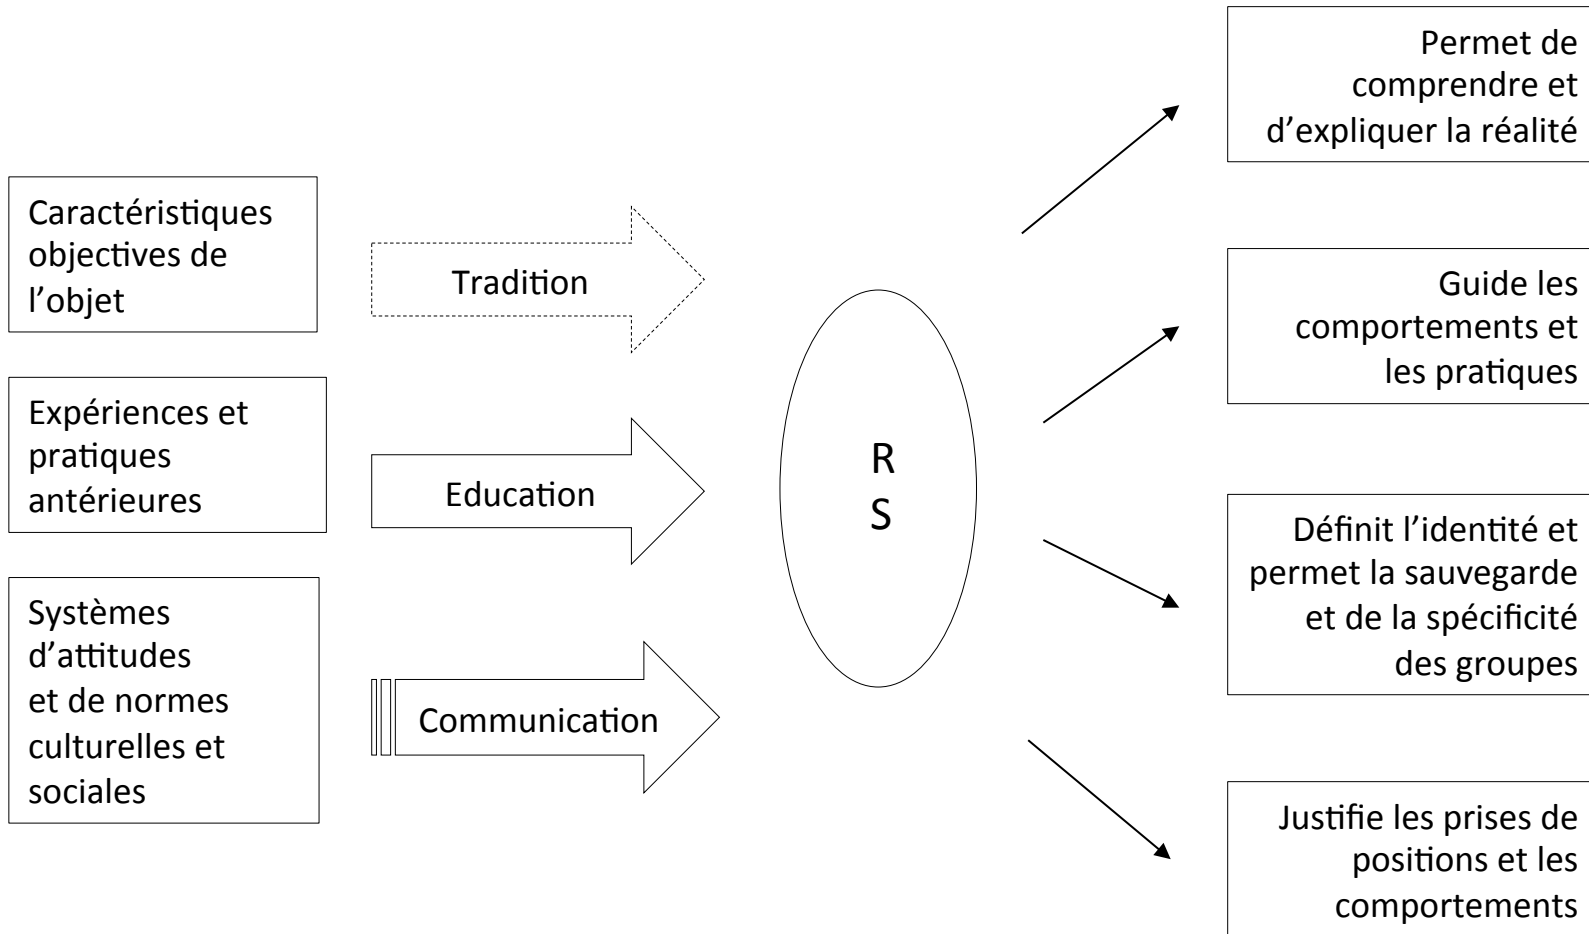 Caractéristiques
objectives de
l’objet
Expériences et
pratiques
antérieures
Systèmes
d’attitudes
et de normes
culturelles et
sociales
Tradition
Education
Communication
R
S
Permet de
comprendre et
d’expliquer la réalité
Guide les
comportements et
les pratiques
Définit l’identité et
permet la sauvegarde
et de la spécificité
des groupes
Justifie les prises de
positions et les
comportements